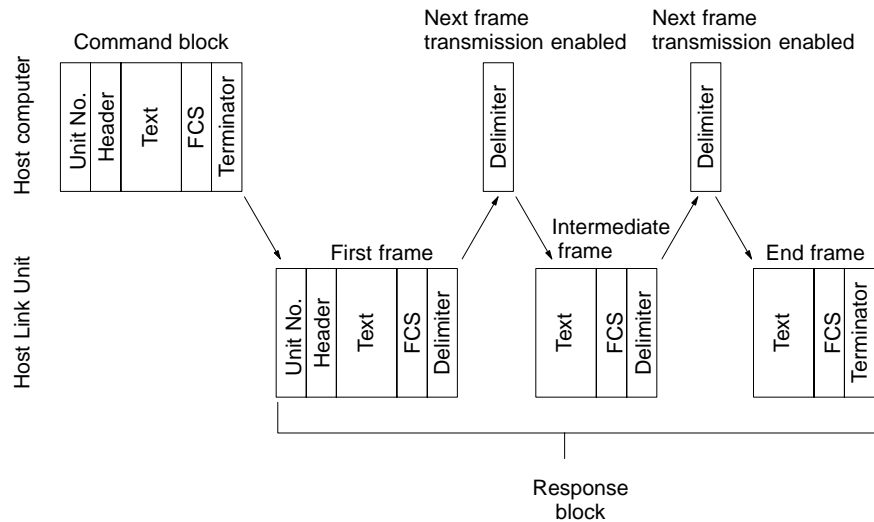 Next frame
transmission enabled
Next frame
transmission enabled
Command block
Host computer
Unit No.
Header
Text
FCS
Terminator
Delimiter
Delimiter
First frame
Intermediate
frame
End frame
Host Link Unit
Unit No.
Header
Text
FCS
Delimiter
Text
FCS
Delimiter
Text
FCS
Terminator
Response
block